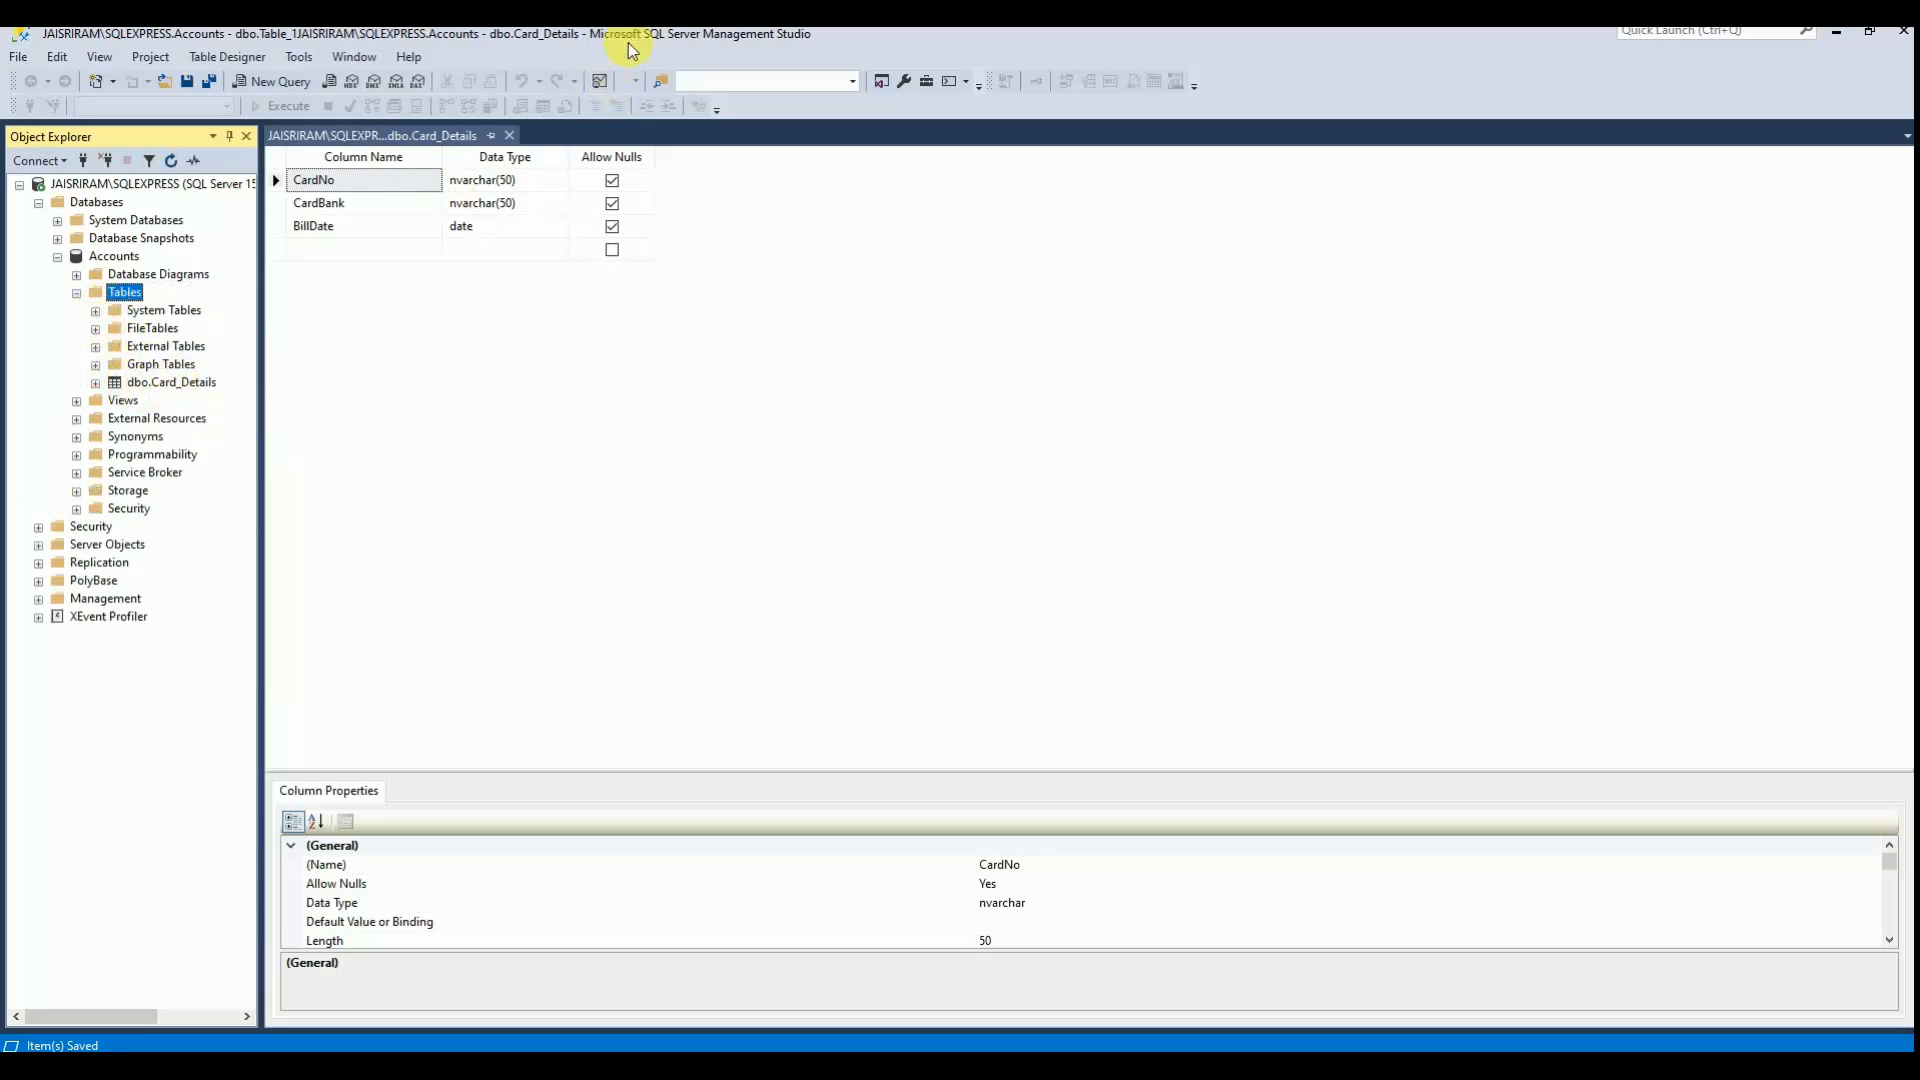 JAISRIRAM\SQLEXPRESS.Accounts - dbo.Table_1JAISRIRAM\SQLEXPRESS.Accounts - dbo.Card_Details - Microsoft SQL Server Management Studio
Quick Launch (Ctrl+Q)
File Edit View Project Table Designer Tools Window Help
New Query
Execute
Object Explorer
JAISRIRAM\SQLEXPR...dbo.Card_Details
Connect
Column Name Data Type Allow Nulls
CardNo nvarchar(50)
CardBank nvarchar(50)
BillDate date
JAISRIRAM\SQLEXPRESS (SQL Server 15
Databases
System Databases
Database Snapshots
Accounts
Database Diagrams
Tables
System Tables
FileTables
External Tables
Graph Tables
dbo.Card_Details
Views
External Resources
Synonyms
Programmability
Service Broker
Storage
Security
Security
Server Objects
Replication
PolyBase
Management
XEvent Profiler
Column Properties
(General)
(Name) CardNo
Allow Nulls Yes
Data Type nvarchar
Default Value or Binding
Length 50
(General)
Item(s) Saved